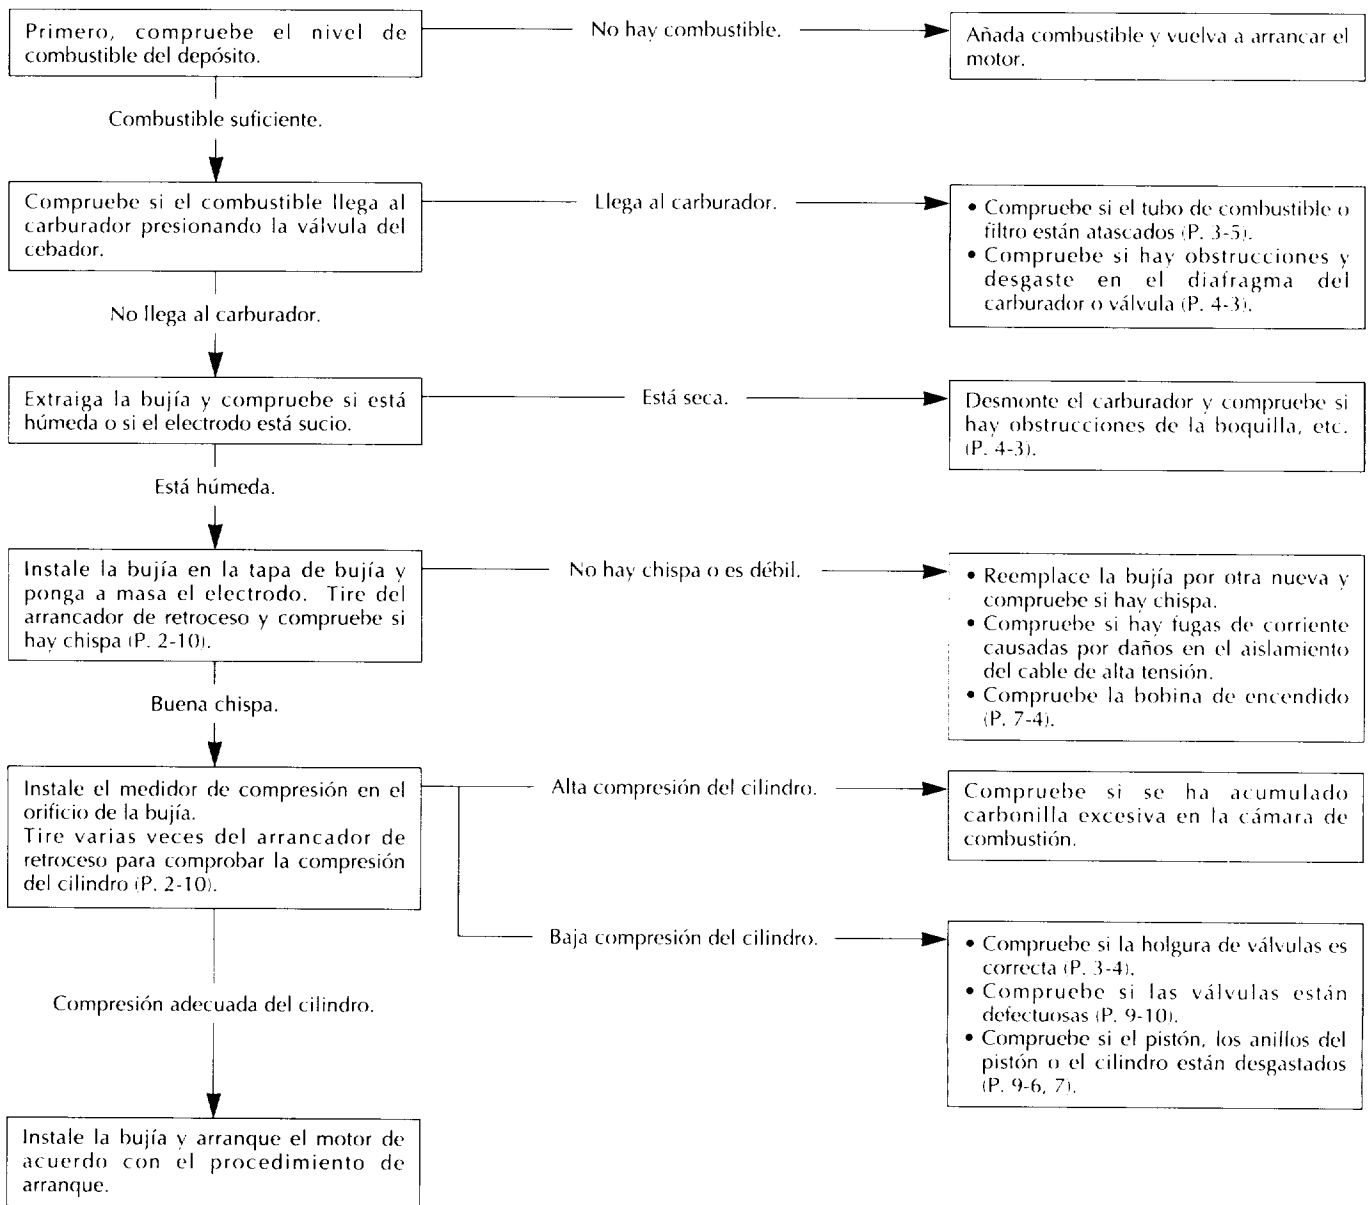 Primero, compruebe el nivel de
combustible del depósito.
No hay combustible.
Añada combustible y vuelva a arrancar el
motor.
Combustible suficiente.
Compruebe si el combustible llega al
carburador presionando la válvula del
cebador.
Llega al carburador.
• Compruebe si el tubo de combustible o
filtro están atascados (P. 3-5).
• Compruebe si hay obstrucciones y
desgaste en el diafragma del
carburador o válvula (P. 4-3).
No llega al carburador.
Extraiga la bujía y compruebe si está
húmeda o si el electrodo está sucio.
Está seca.
Desmonte el carburador y compruebe si
hay obstrucciones de la boquilla, etc.
(P. 4-3).
Está húmeda.
Instale la bujía en la tapa de bujía y
ponga a masa el electrodo. Tire del
arrancador de retroceso y compruebe si
hay chispa (P. 2-10).
No hay chispa o es débil.
• Reemplace la bujía por otra nueva y
compruebe si hay chispa.
• Compruebe si hay fugas de corriente
causadas por daños en el aislamiento
del cable de alta tensión.
• Compruebe la bobina de encendido
(P. 7-4).
Buena chispa.
Instale el medidor de compresión en el
orificio de la bujía.
Tire varias veces del arrancador de
retroceso para comprobar la compresión
del cilindro (P. 2-10).
Alta compresión del cilindro.
Compruebe si se ha acumulado
carbonilla excesiva en la cámara de
combustión.
Baja compresión del cilindro.
• Compruebe si la holgura de válvulas es
correcta (P. 3-4).
• Compruebe si las válvulas están
defectuosas (P. 9-10).
• Compruebe si el pistón, los anillos del
pistón o el cilindro están desgastados
(P. 9-6, 7).
Compresión adecuada del cilindro.
Instale la bujía y arranque el motor de
acuerdo con el procedimiento de
arranque.